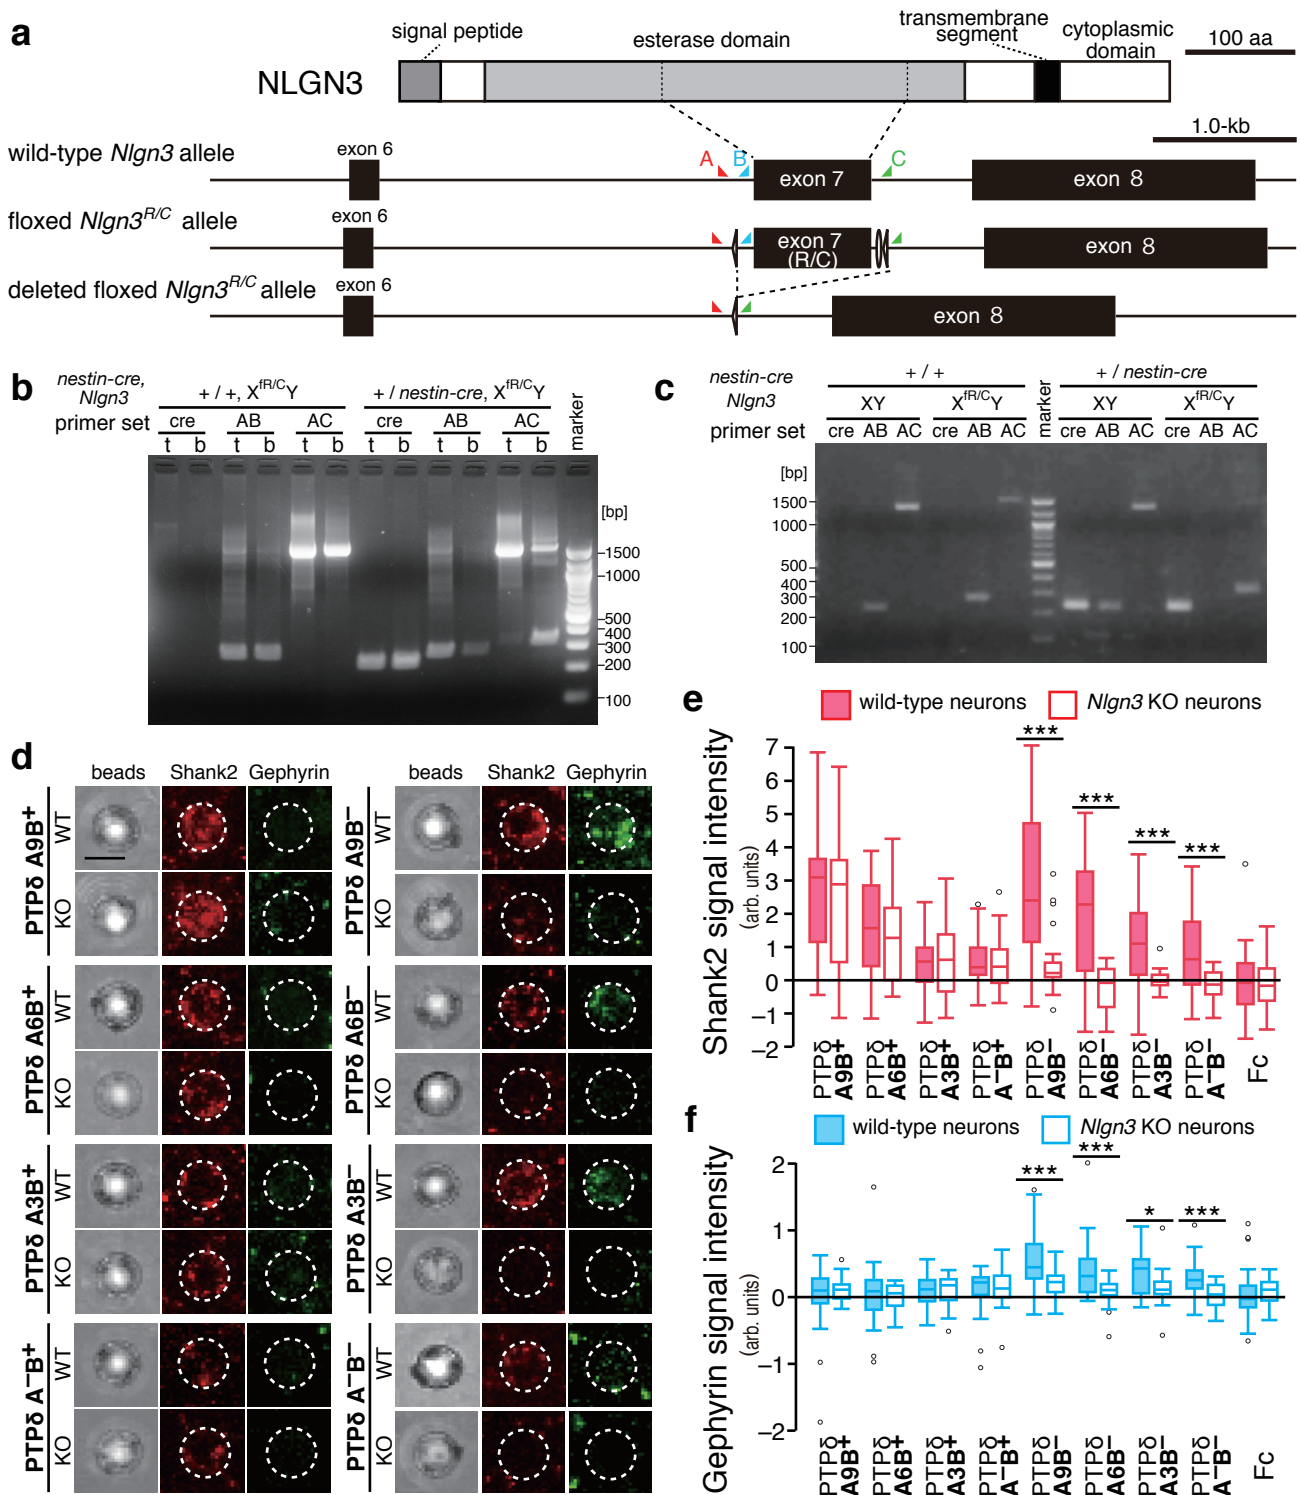 a
signal peptide
esterase domain
transmembrane segment
cytoplasmic domain
100 aa
NLGN3
1.0-kb
wild-type Nlgn3 allele
exon 6
A
B
exon 7
C
exon 8
floxed Nlgn3^R/C allele
exon 6
exon 7 (R/C)
exon 8
deleted floxed Nlgn3^R/C allele
exon 6
exon 8
b
nestin-cre, Nlgn3
+ / +, X^fR/C Y
+ / nestin-cre, X^fR/C Y
marker
primer set
cre AB AC cre AB AC
t b t b t b t b t b t b
[bp]
1500
1000
500
400
300
200
100
c
nestin-cre
+ / +
+ / nestin-cre
Nlgn3
XY X^fR/C Y marker XY X^fR/C Y
primer set
cre AB AC cre AB AC cre AB AC cre AB AC
[bp]
1500
1000
500
400
300
200
100
d
beads Shank2 Gephyrin beads Shank2 Gephyrin
PTPδ A9B+
WT
KO
PTPδ A9B−
WT
KO
PTPδ A6B+
WT
KO
PTPδ A6B−
WT
KO
PTPδ A3B+
WT
KO
PTPδ A3B−
WT
KO
PTPδ A−B+
WT
KO
PTPδ A−B−
WT
KO
e
wild-type neurons
Nlgn3 KO neurons
Shank2 signal intensity
(arb. units)
7
6
5
4
3
2
1
0
−1
−2
***
***
***
***
PTPδ A9B+
PTPδ A6B+
PTPδ A3B+
PTPδ A−B+
PTPδ A9B−
PTPδ A6B−
PTPδ A3B−
PTPδ A−B−
Fc
f
wild-type neurons
Nlgn3 KO neurons
Gephyrin signal intensity
(arb. units)
2
1
0
−1
−2
***
***
*
***
PTPδ A9B+
PTPδ A6B+
PTPδ A3B+
PTPδ A−B+
PTPδ A9B−
PTPδ A6B−
PTPδ A3B−
PTPδ A−B−
Fc